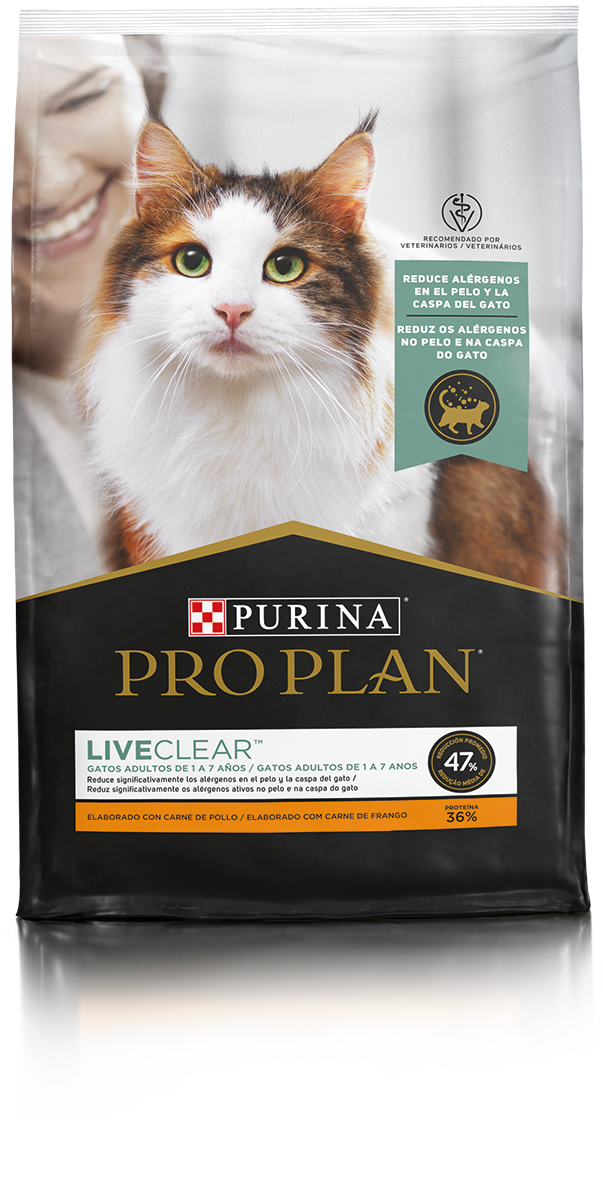 RECOMENDADO POR
VETERINARIOS / VETERINÁRIOS
REDUCE ALÉRGENOS
EN EL PELO Y LA
CASPA DEL GATO
REDUZ OS ALÉRGENOS
NO PELO E NA CASPA
DO GATO
PURINA®
PRO PLAN®
LIVECLEAR™
GATOS ADULTOS DE 1 A 7 AÑOS / GATOS ADULTOS DE 1 A 7 ANOS
Reduce significativamente los alérgenos en el pelo y la caspa del gato /
Reduz significativamente os alérgenos ativos no pelo e na caspa do gato
REDUCCIÓN PROMEDIO
47%
REDUÇÃO MÉDIA DE
ELABORADO CON CARNE DE POLLO / ELABORADO COM CARNE DE FRANGO
PROTEÍNA
36%